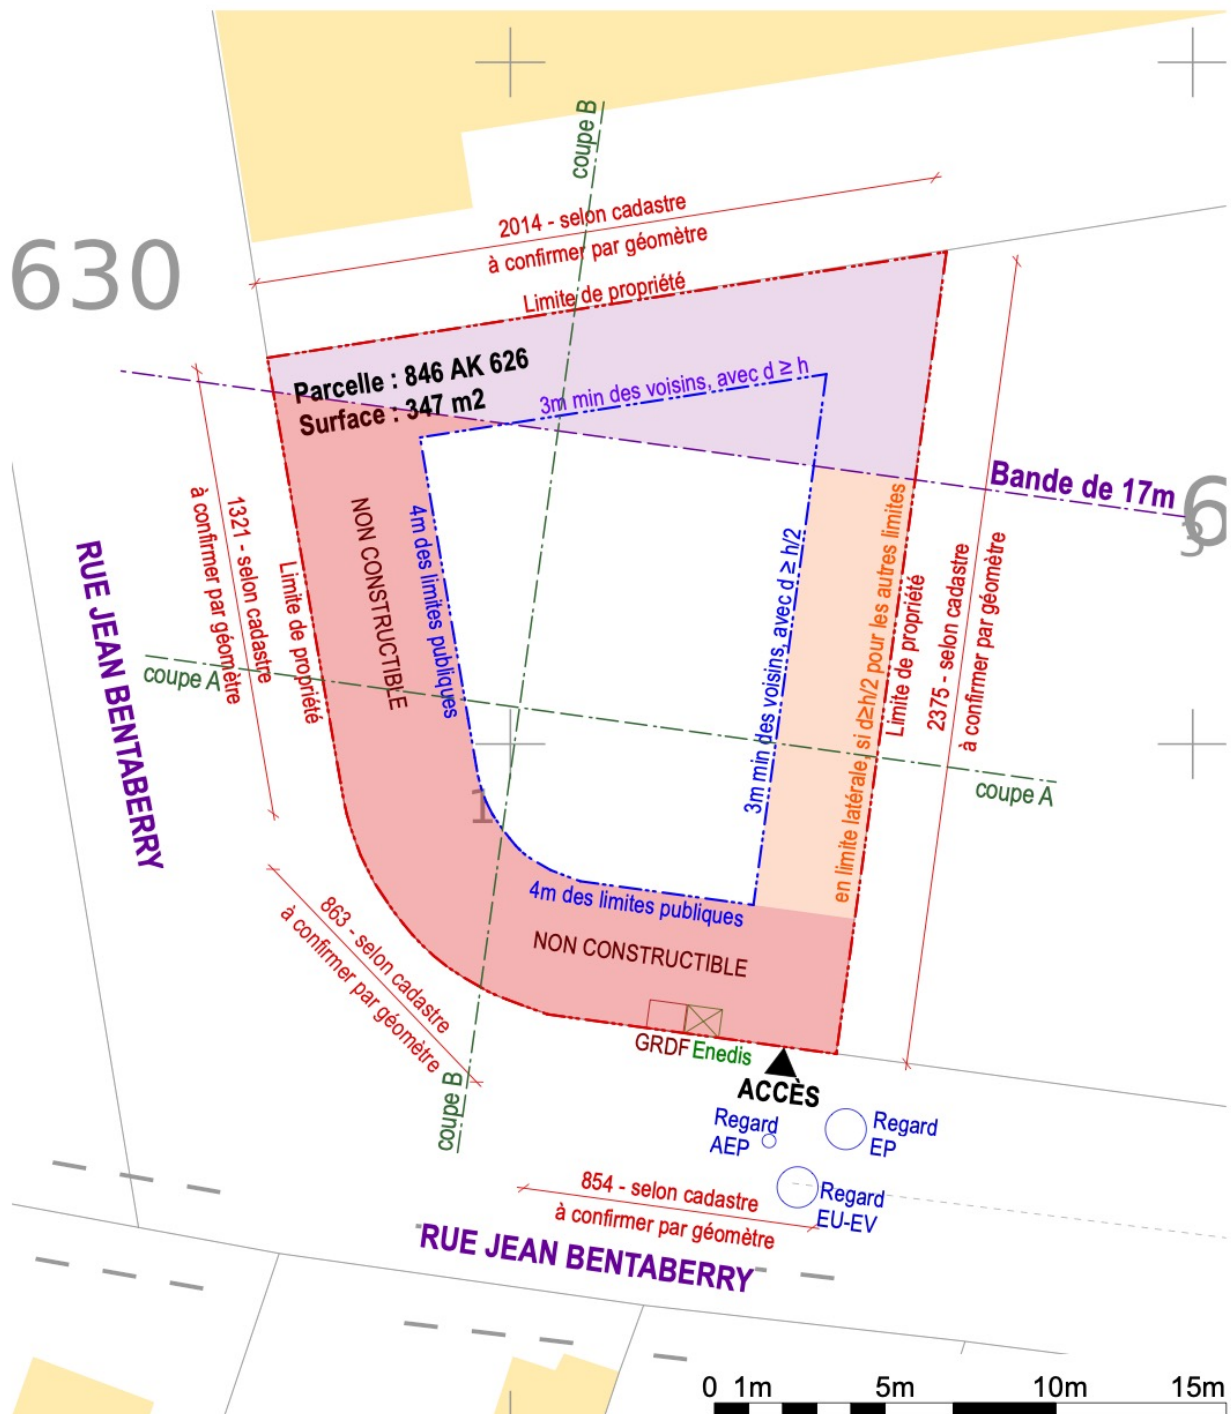 coupe B
2014 - selon cadastre
à confirmer par géomètre
630
Limite de propriété
Parcelle : 846 AK 626
Surface : 347 m2
3m min des voisins, avec d ≥ h
Bande de 17m
6
3
NON CONSTRUCTIBLE
4m des limites publiques
1321 - selon cadastre
à confirmer par géomètre
Limite de propriété
RUE JEAN BENTABERRY
coupe A
3m min des voisins, avec d ≥ h/2
en limite latérale, si d≥h/2 pour les autres limites
Limite de propriété
2375 - selon cadastre
à confirmer par géomètre
coupe A
1
4m des limites publiques
NON CONSTRUCTIBLE
863 - selon cadastre
à confirmer par géomètre
GRDF Enedis
ACCÈS
coupe B
Regard
AEP
Regard
EP
Regard
EU-EV
854 - selon cadastre
à confirmer par géomètre
RUE JEAN BENTABERRY
0 1m 5m 10m 15m